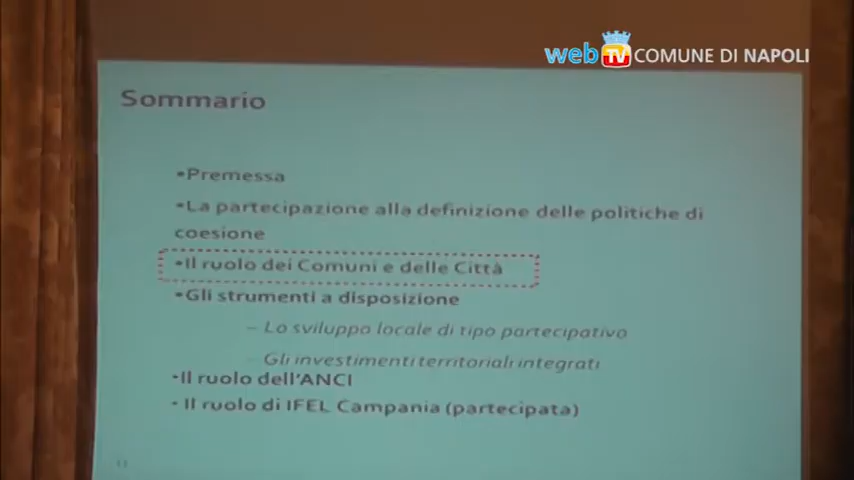 web TV COMUNE DI NAPOLI
Sommario
•Premessa
•La partecipazione alla definizione delle politiche di
coesione
•Il ruolo dei Comuni e delle Città
•Gli strumenti a disposizione
– Lo sviluppo locale di tipo partecipativo
– Gli investimenti territoriali integrati
•Il ruolo dell'ANCI
• Il ruolo di IFEL Campania (partecipata)